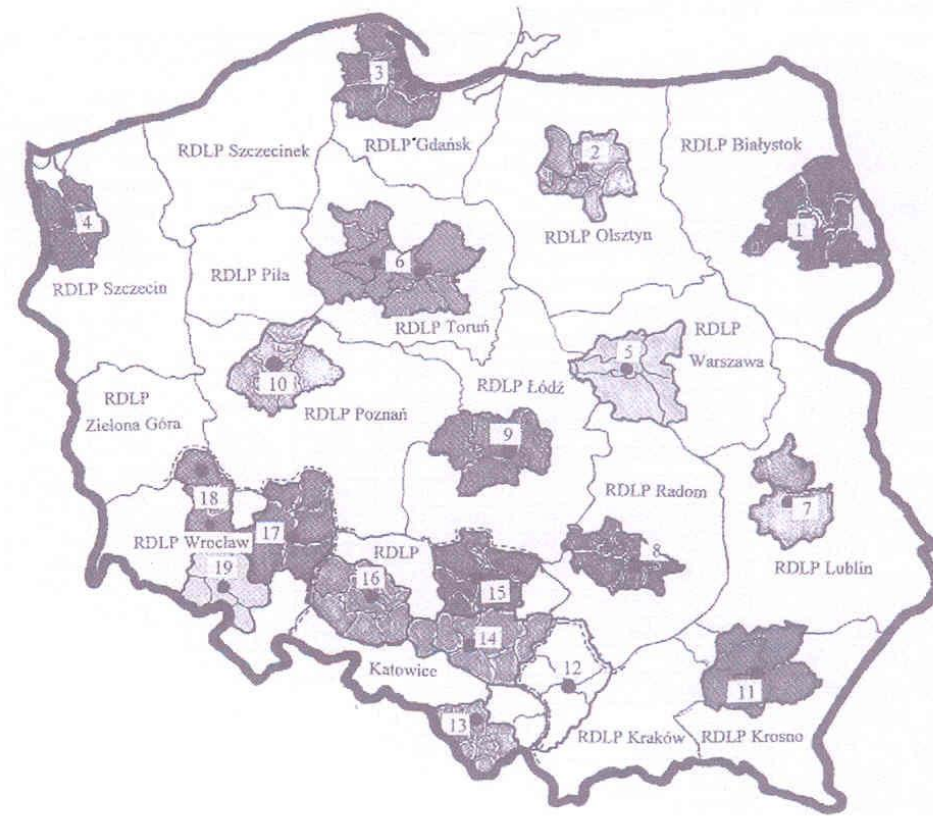 3
RDLP Szczecinek
RDLP Gdańsk
2
RDLP Białystok
4
1
RDLP Olsztyn
6
RDLP Piła
RDLP Szczecin
RDLP Toruń
RDLP
Warszawa
5
10
RDLP Łódź
RDLP
Zielona Góra
RDLP Poznań
9
RDLP Radom
18
7
17
RDLP Wrocław
RDLP
8
RDLP Lublin
19
16
15
14
Katowice
12
11
13
RDLP Kraków
RDLP Krosno